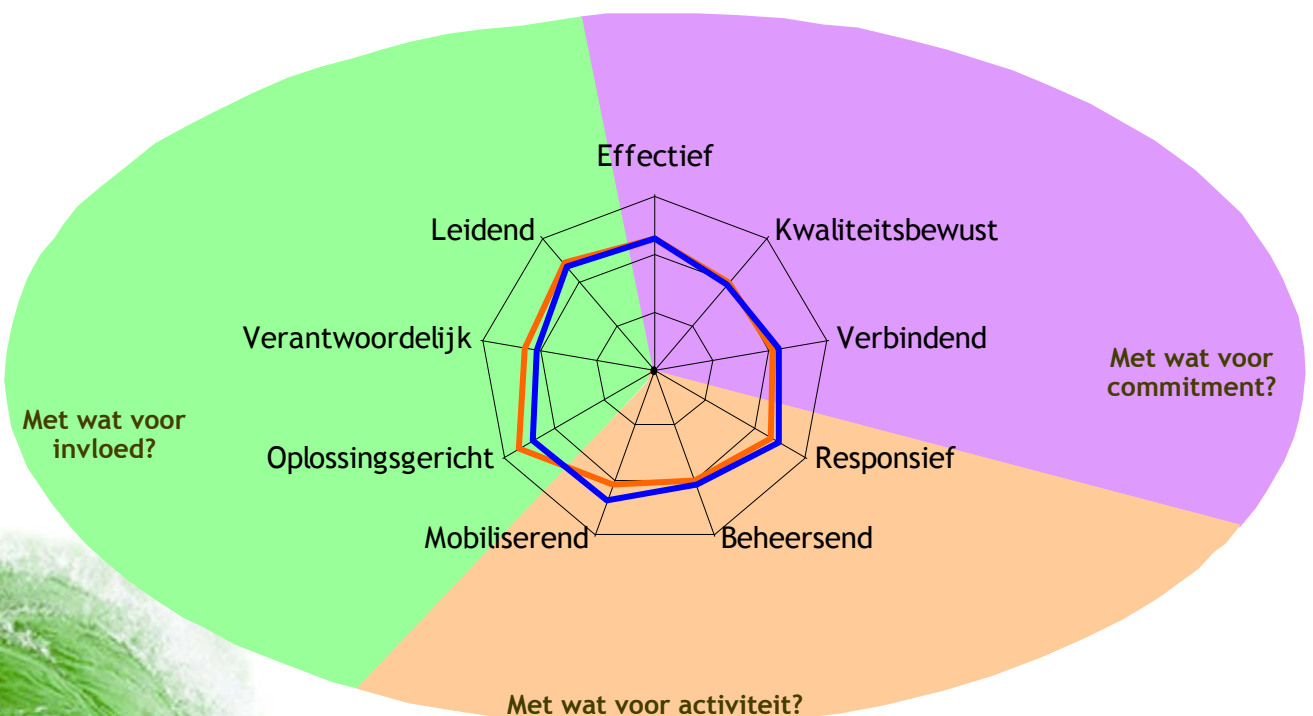 Effectief
Leidend
Kwaliteitsbewust
Verantwoordelijk
Verbindend
Met wat voor
commitment?
Met wat voor
invloed?
Oplossingsgericht
Responsief
Mobiliserend
Beheersend
Met wat voor activiteit?